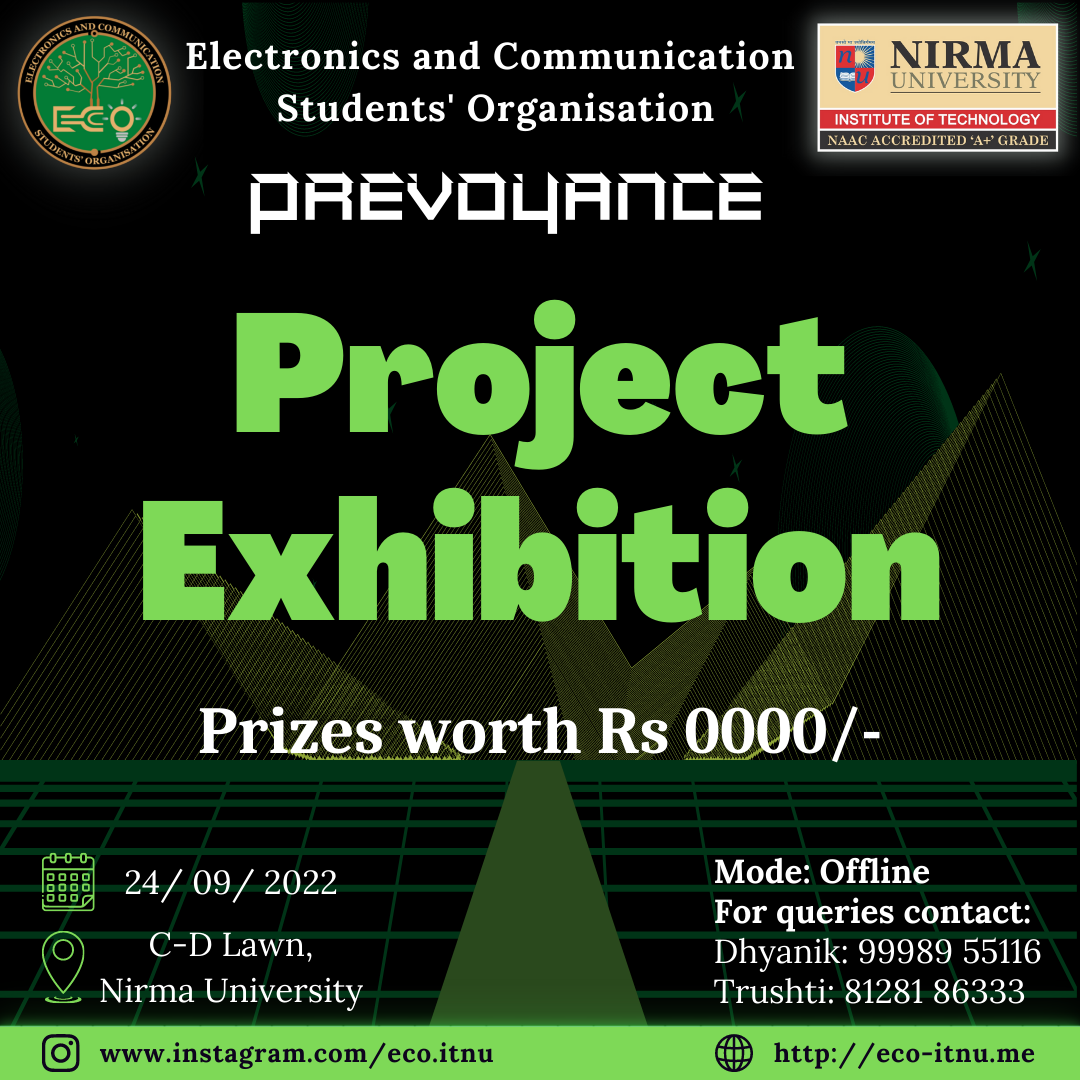 ELECTRONICS AND COMMUNICATION
ECO
STUDENTS' ORGANISATION
Electronics and Communication
Students' Organisation
NIRMA
UNIVERSITY
INSTITUTE OF TECHNOLOGY
NAAC ACCREDITED ‘A+’ GRADE
PREVOYANCE
Project
Exhibition
Prizes worth Rs 0000/-
24/ 09/ 2022
C-D Lawn,
Nirma University
Mode: Offline
For queries contact:
Dhyanik: 99989 55116
Trushti: 81281 86333
www.instagram.com/eco.itnu
http://eco-itnu.me